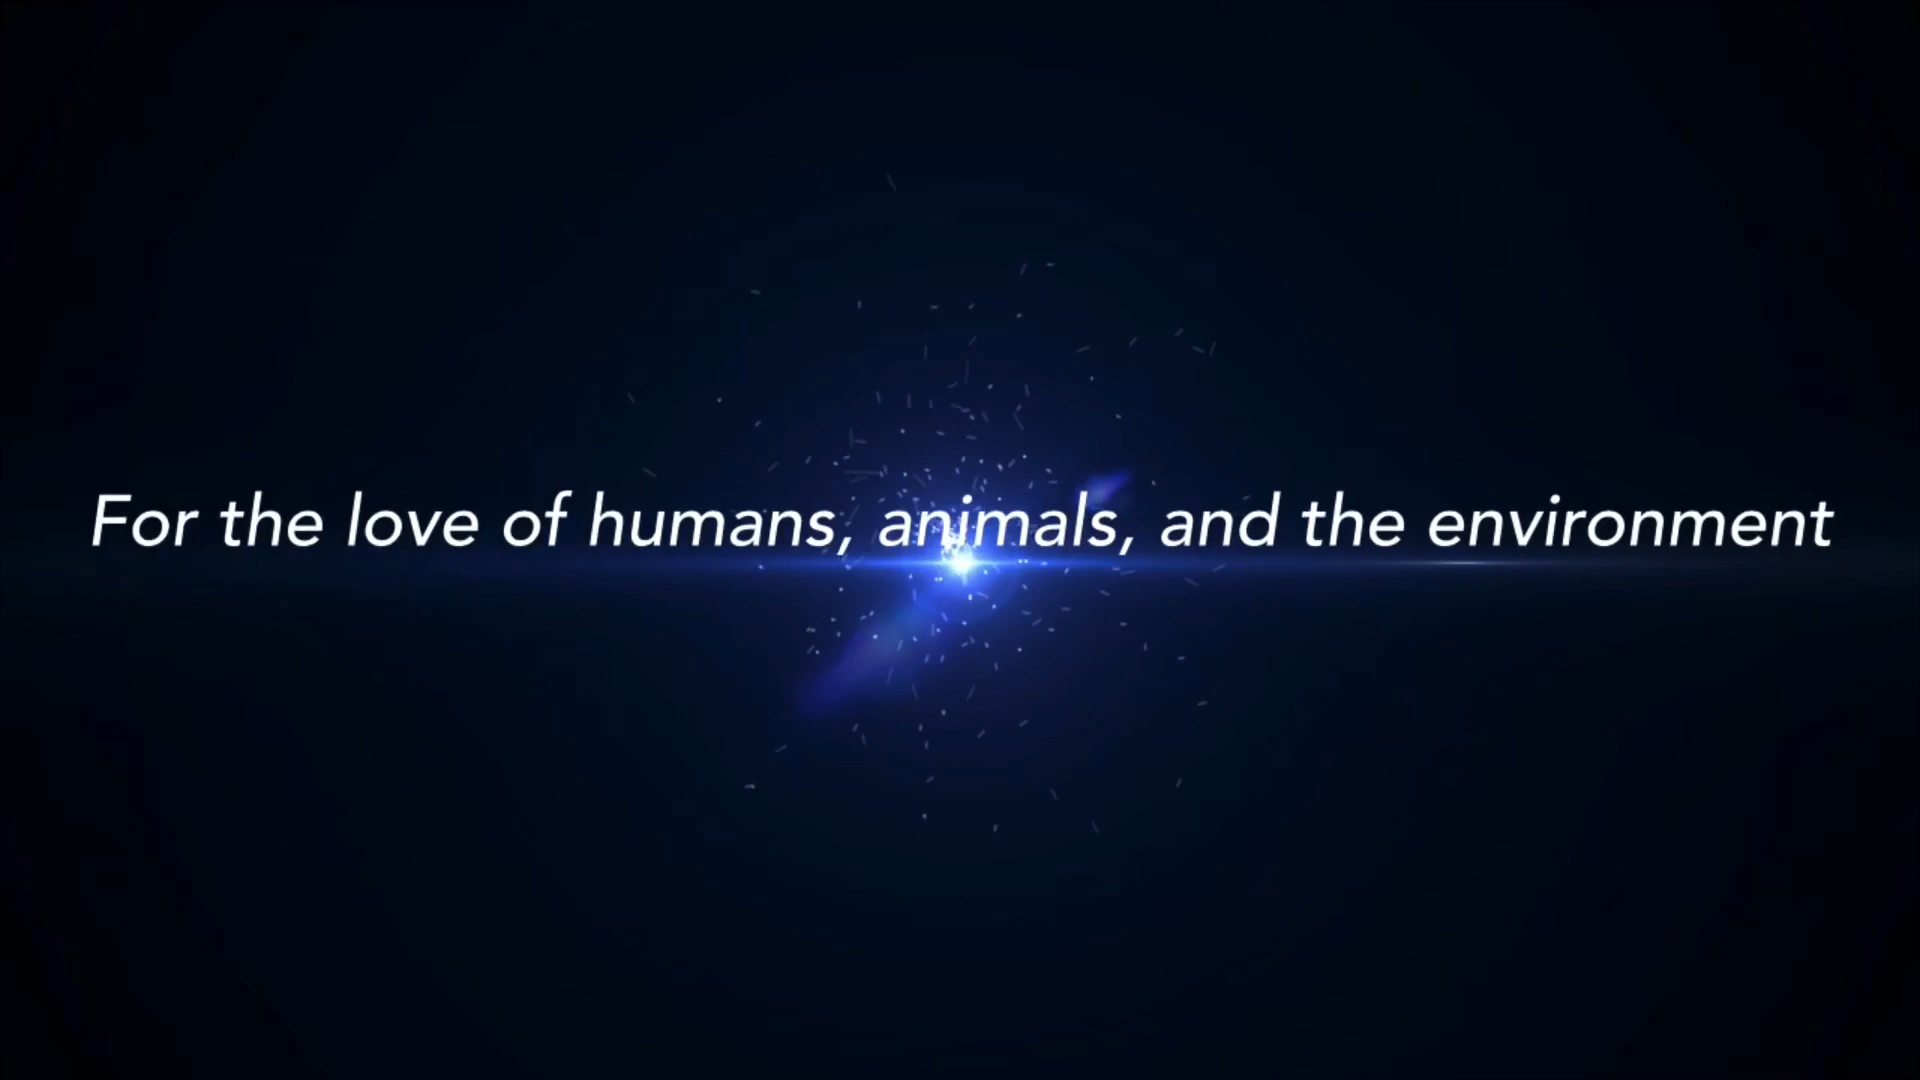 For the love of humans, animals, and the environment